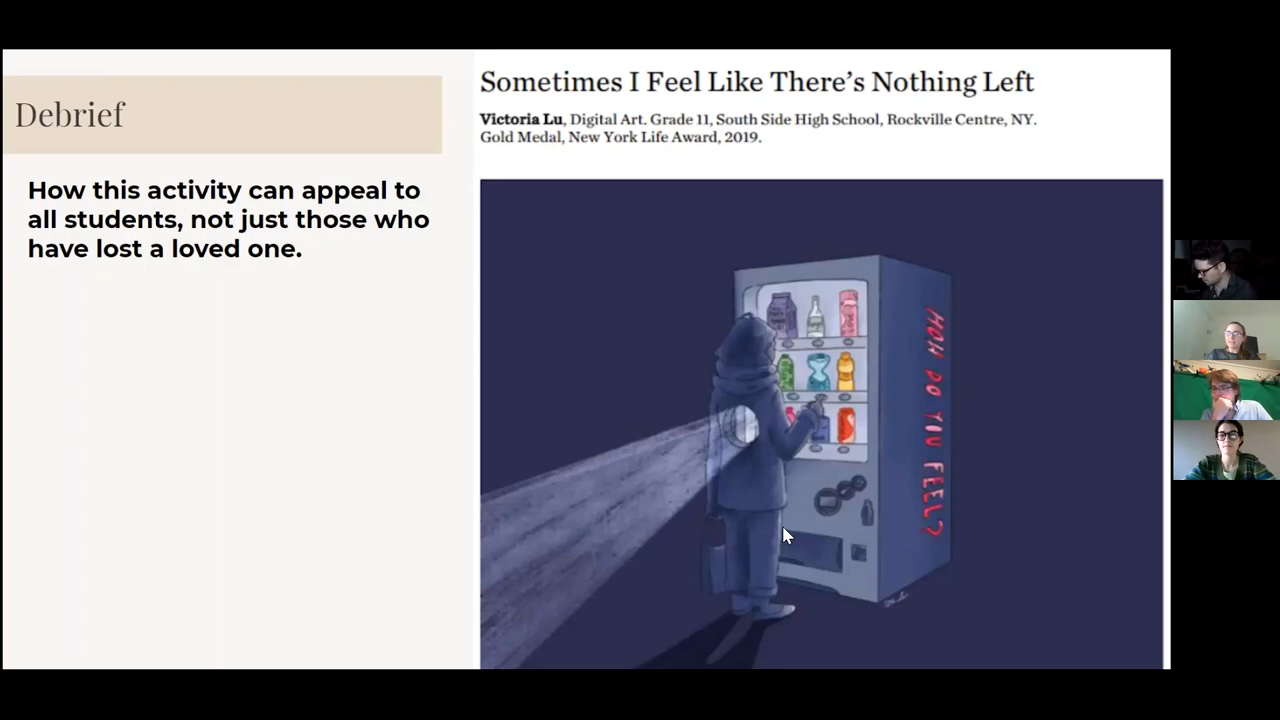 Debrief
How this activity can appeal to
all students, not just those who
have lost a loved one.
Sometimes I Feel Like There’s Nothing Left
Victoria Lu, Digital Art. Grade 11, South Side High School, Rockville Centre, NY.
Gold Medal, New York Life Award, 2019.
HOW DO YOU FEEL?